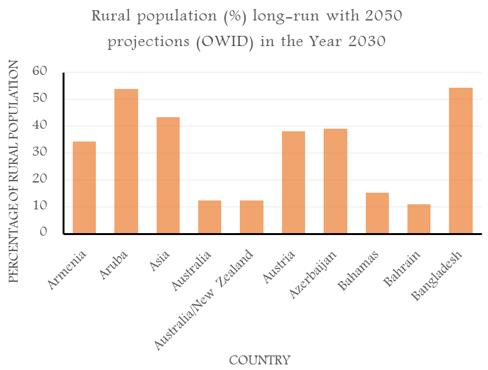 Rural population (%) long-run with 2050
projections (OWID) in the Year 2030
PERCENTAGE OF RURAL POPULATION
60
50
40
30
20
10
0
Armenia
Aruba
Asia
Australia
Australia/New Zealand
Austria
Azerbaijan
Bahamas
Bahrain
Bangladesh
COUNTRY